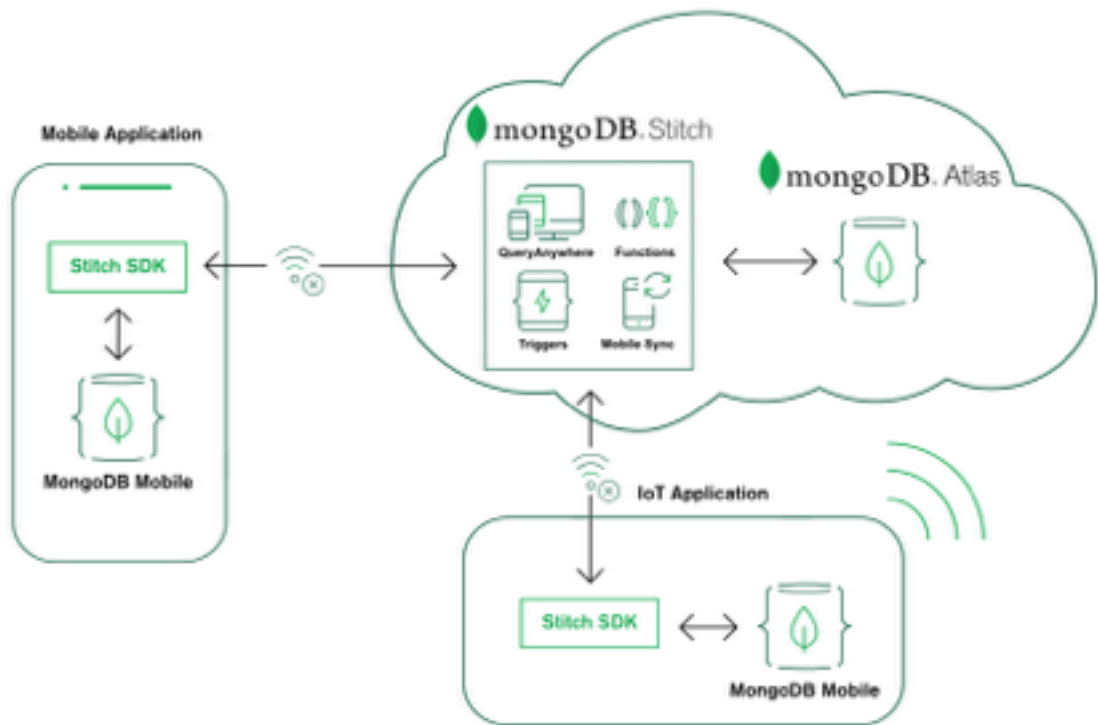 Mobile Application
mongoDB. Stitch
mongoDB. Atlas
QueryAnywhere
Functions
Stitch SDK
Triggers
Mobile Sync
MongoDB Mobile
IoT Application
Stitch SDK
MongoDB Mobile